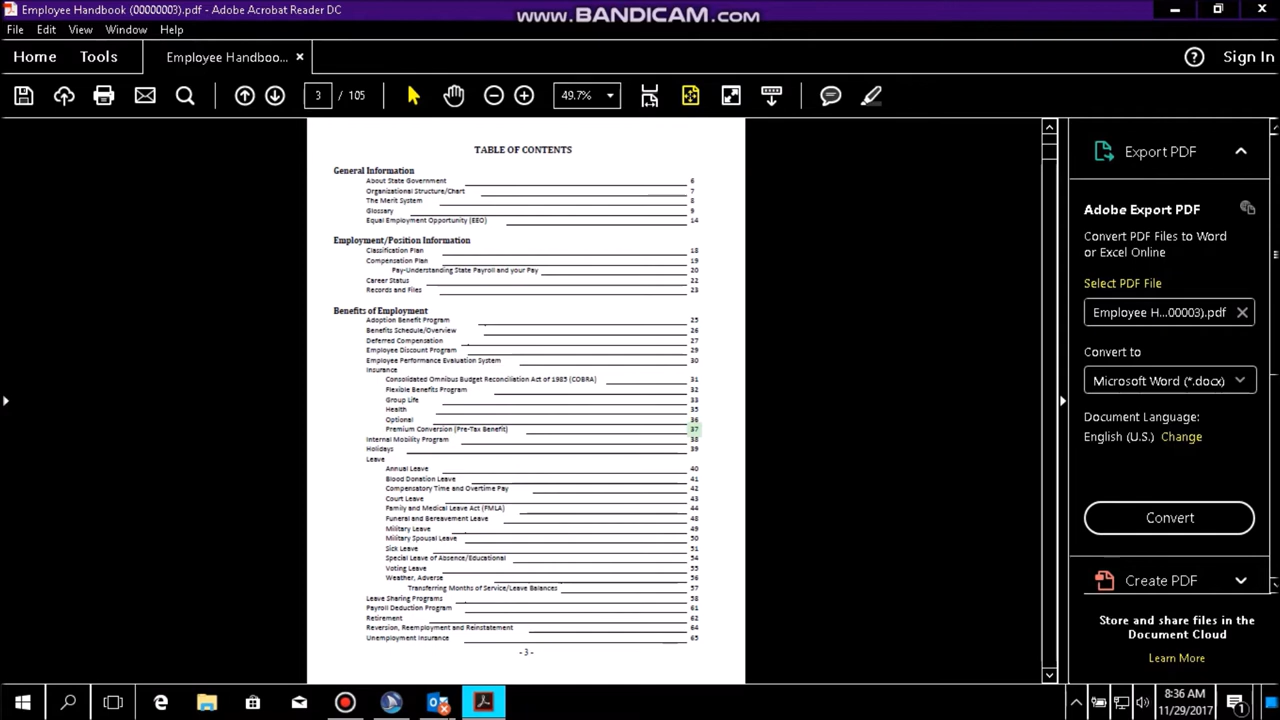 Employee Handbook (00000003).pdf - Adobe Acrobat Reader DC
www.BANDICAM.com
File Edit View Window Help
Home Tools Employee Handboo... ×
Sign In
3 / 105
49.7%
TABLE OF CONTENTS
General Information
About State Government 6
Organizational Structure/Chart 7
The Merit System 8
Glossary 9
Equal Employment Opportunity (EEO) 14
Employment/Position Information
Classification Plan 18
Compensation Plan 19
Pay-Understanding State Payroll and your Pay 20
Career Status 22
Records and Files 23
Benefits of Employment
Adoption Benefit Program 25
Benefits Schedule/Overview 26
Deferred Compensation 27
Employee Discount Program 29
Employee Performance Evaluation System 30
Insurance
Consolidated Omnibus Budget Reconciliation Act of 1985 (COBRA) 31
Flexible Benefits Program 32
Group Life 33
Health 35
Optional 36
Premium Conversion (Pre-Tax Benefit) 37
Internal Mobility Program 38
Holidays 39
Leave
Annual Leave 40
Blood Donation Leave 41
Compensatory Time and Overtime Pay 42
Court Leave 43
Family and Medical Leave Act (FMLA) 44
Funeral and Bereavement Leave 48
Military Leave 49
Military Spousal Leave 50
Sick Leave 51
Special Leave of Absence/Educational 54
Voting Leave 55
Weather, Adverse 56
Transferring Months of Service/Leave Balances 57
Leave Sharing Programs 58
Payroll Deduction Program 61
Retirement 62
Reversion, Reemployment and Reinstatement 64
Unemployment Insurance 65
- 3 -
Export PDF
Adobe Export PDF
Convert PDF Files to Word
or Excel Online
Select PDF File
Employe H...00003).pdf
Convert to
Microsoft Word (*.docx)
Document Language:
English (U.S.) Change
Convert
Create PDF
Store and share files in the
Document Cloud
Learn More
8:36 AM
11/29/2017